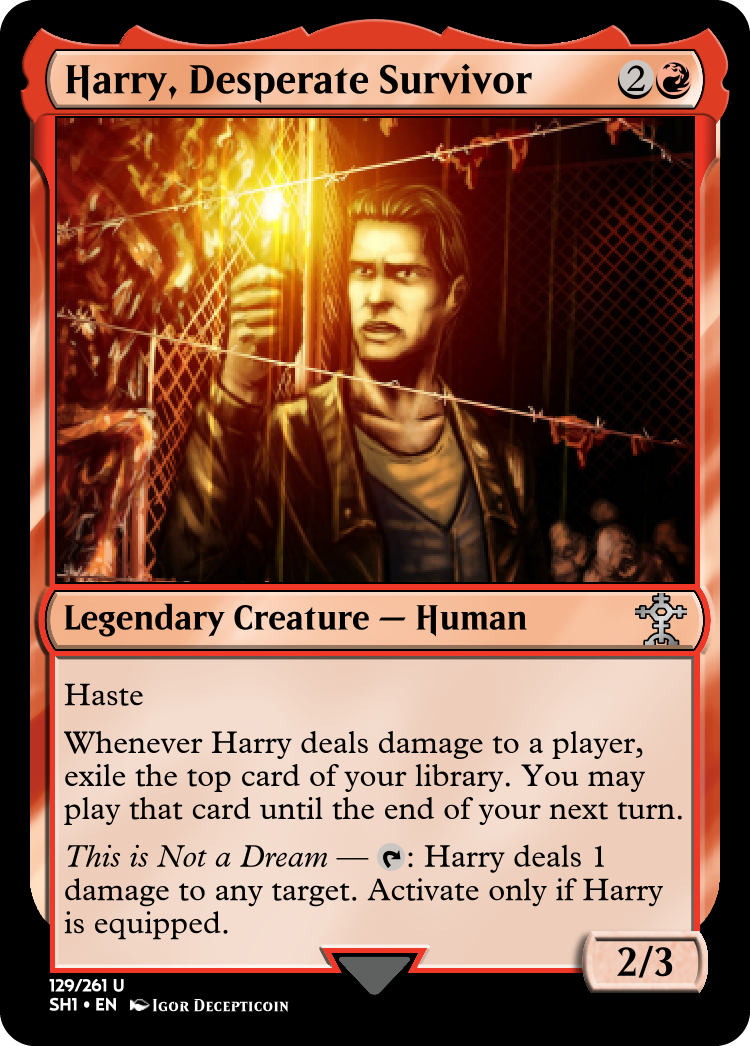 Harry, Desperate Survivor 2
Legendary Creature — Human
Haste
Whenever Harry deals damage to a player,
exile the top card of your library. You may
play that card until the end of your next turn.
This is Not a Dream — : Harry deals 1
damage to any target. Activate only if Harry
is equipped.
2/3
129/261 U
SH1 • EN Igor Decepticoin